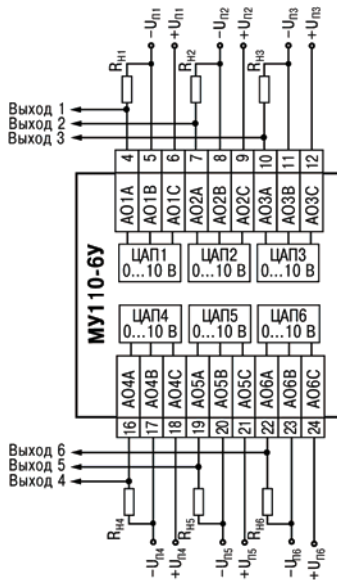 −Uп1
+Uп1
−Uп2
+Uп2
−Uп3
+Uп3
Rн1
Rн2
Rн3
Выход 1
Выход 2
Выход 3
4 5 6 7 8 9 10 11 12
AO1A AO1B AO1C AO2A AO2B AO2C AO3A AO3B AO3C
ЦАП1 ЦАП2 ЦАП3
0...10 В 0...10 В 0...10 В
МУ110-6У
ЦАП4 ЦАП5 ЦАП6
0...10 В 0...10 В 0...10 В
AO4A AO4B AO4C AO5A AO5B AO5C AO6A AO6B AO6C
16 17 18 19 20 21 22 23 24
Выход 6
Выход 5
Выход 4
Rн4
Rн5
Rн6
−Uп4
+Uп4
−Uп5
+Uп5
−Uп6
+Uп6